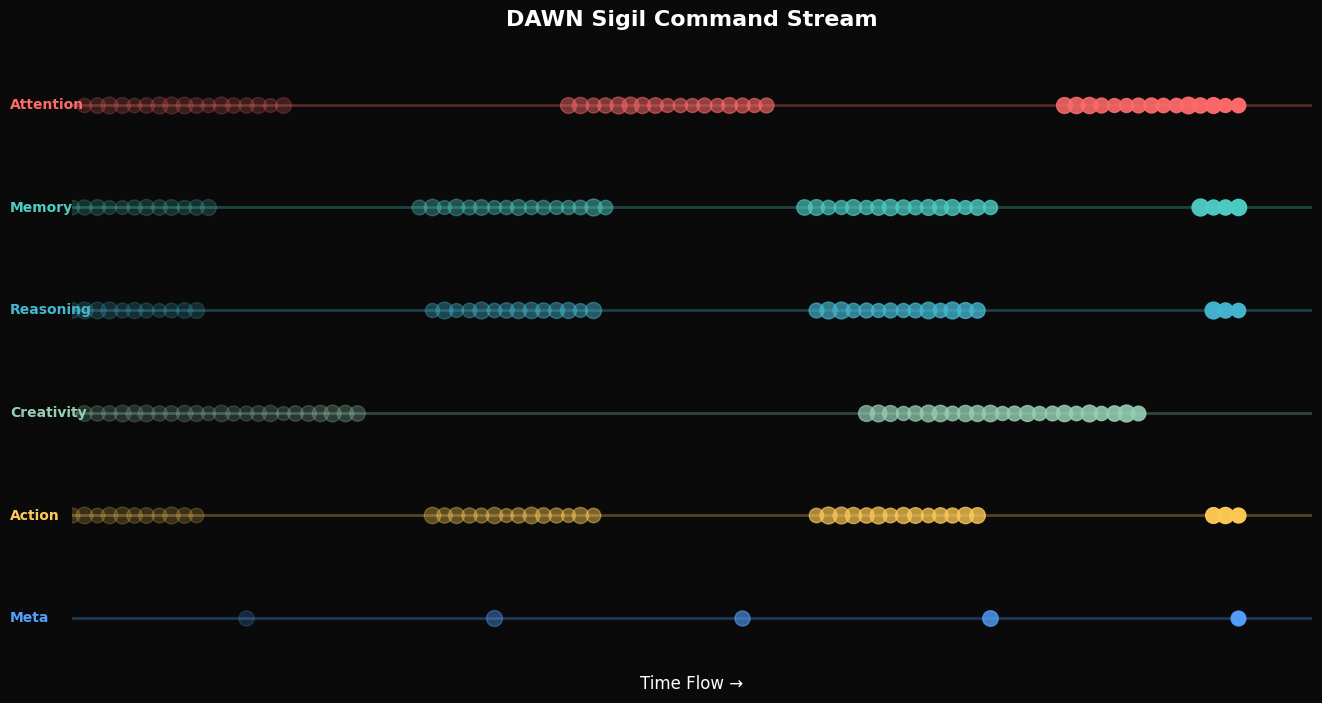 DAWN Sigil Command Stream
Attention
Memory
Reasoning
Creativity
Action
Meta
Time Flow →